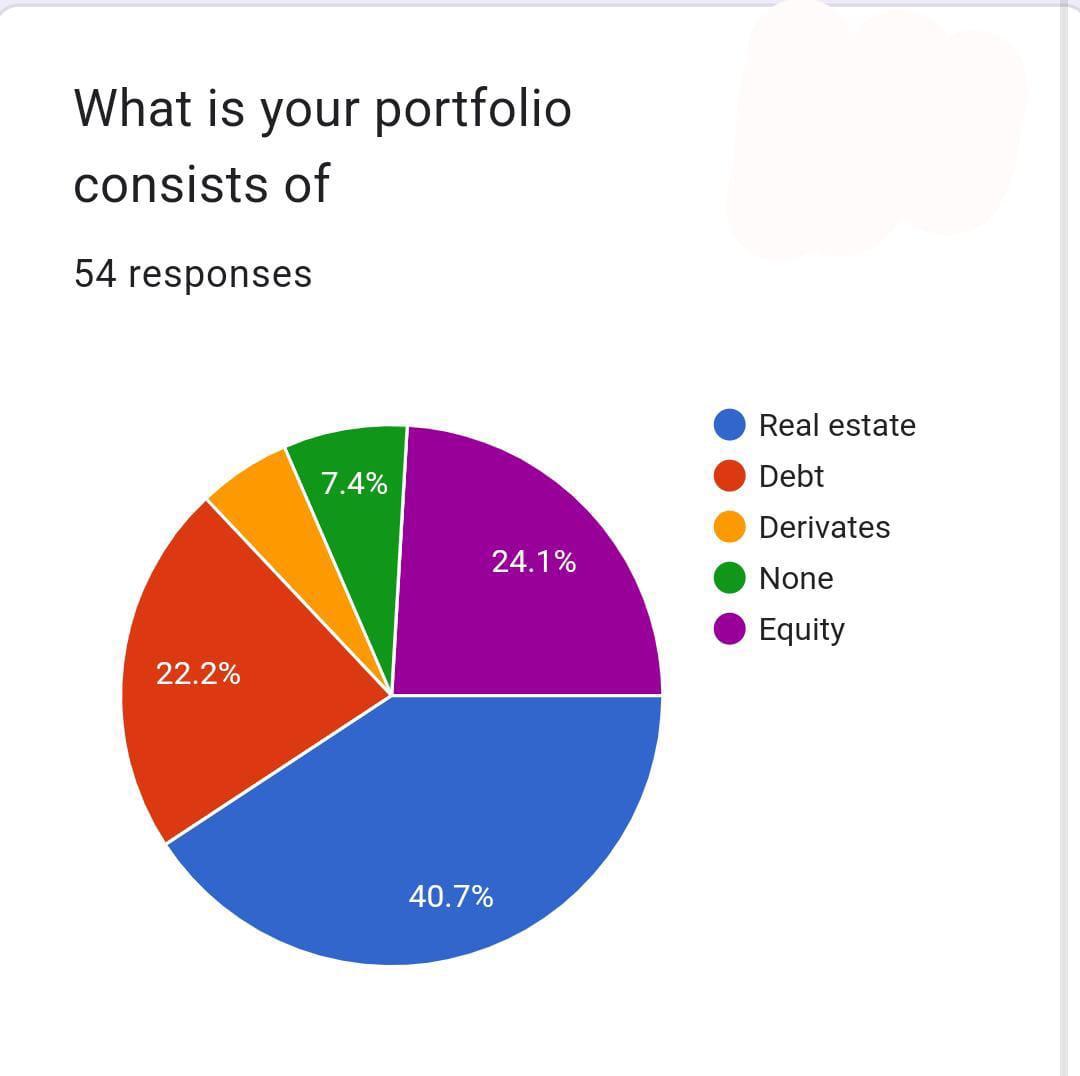 What is your portfolio
consists of
54 responses
7.4%
24.1%
22.2%
40.7%
Real estate
Debt
Derivates
None
Equity